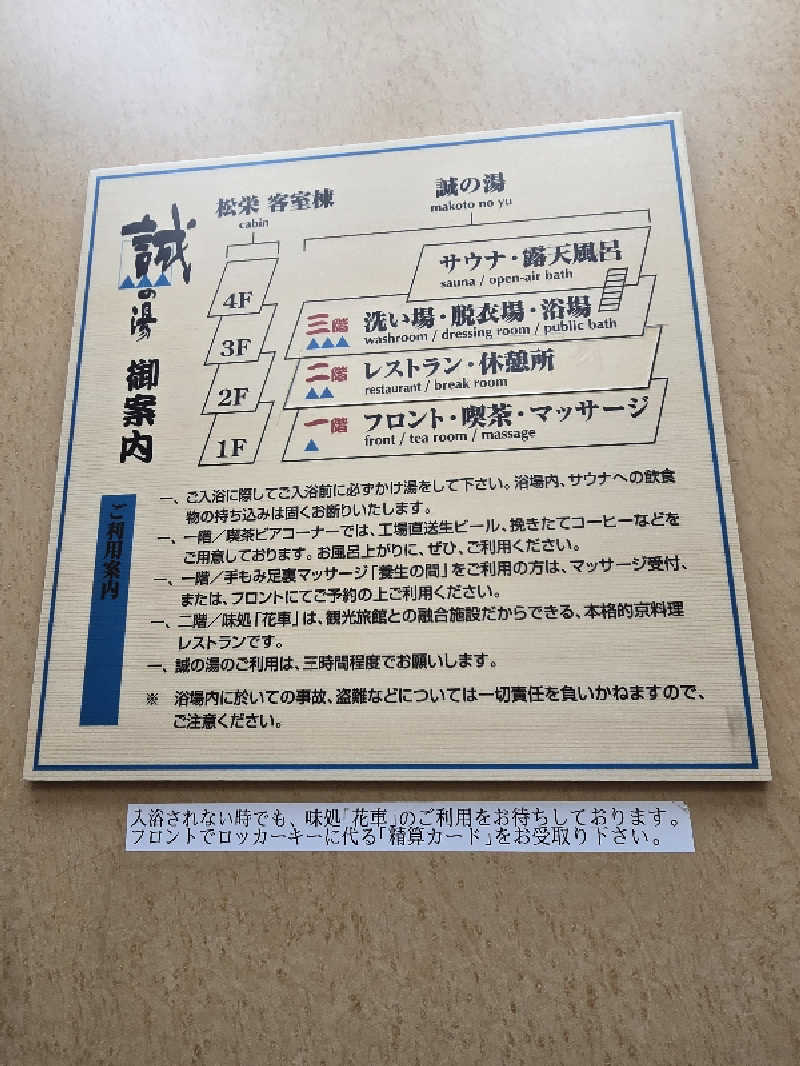 誠の湯 御案内
松栄 客室棟
cabin
誠の湯
makoto no yu
サウナ・露天風呂
sauna / open-air bath
4F
三階 洗い場・脱衣場・浴場
washroom / dressing room / public bath
3F
二階 レストラン・休憩所
restaurant / break room
2F
一階 フロント・喫茶・マッサージ
front / tea room / massage
1F
ご利用案内
一、ご入浴に際してご入浴前に必ずかけ湯をして下さい。浴場内、サウナへの飲食
物の持ち込みは固くお断りいたします。
一、一階/喫茶ビアコーナーでは、工場直送生ビール、挽きたてコーヒーなどを
ご用意しております。お風呂上がりに、ぜひ、ご利用ください。
一、一階/手もみ足裏マッサージ「養生の間」をご利用の方は、マッサージ受付、
または、フロントにてご予約の上ご利用ください。
一、二階/味処「花車」は、観光旅館との融合施設だからできる、本格的京料理
レストランです。
一、誠の湯のご利用は、三時間程度でお願いします。
※ 浴場内に於いての事故、盗難などについては一切責任を負いかねますので、
ご注意ください。
入浴されない時でも、味処「花車」のご利用をお待ちしております。
フロントでロッカーキーに代る「精算カード」をお受取り下さい。